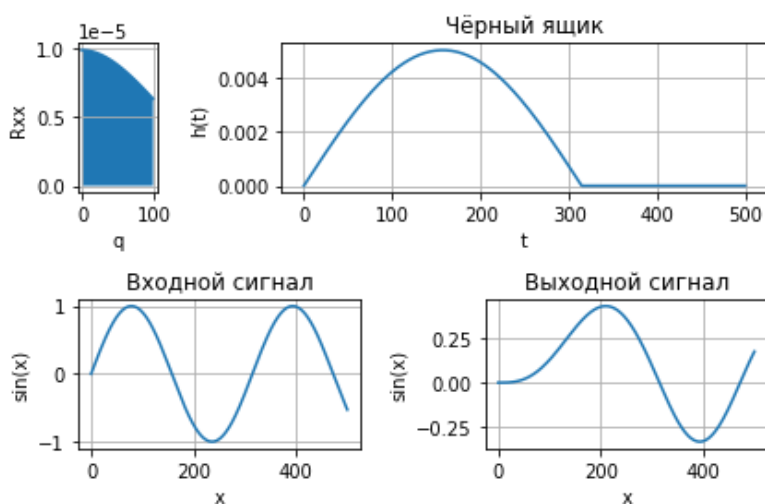 1e−5
Rxx
1.0
0.5
0.0
0 100
q
Чёрный ящик
h(t)
0.004
0.002
0.000
0 100 200 300 400 500
t
Входной сигнал
sin(x)
1
0
−1
0 200 400
x
Выходной сигнал
sin(x)
0.25
0.00
−0.25
0 200 400
x